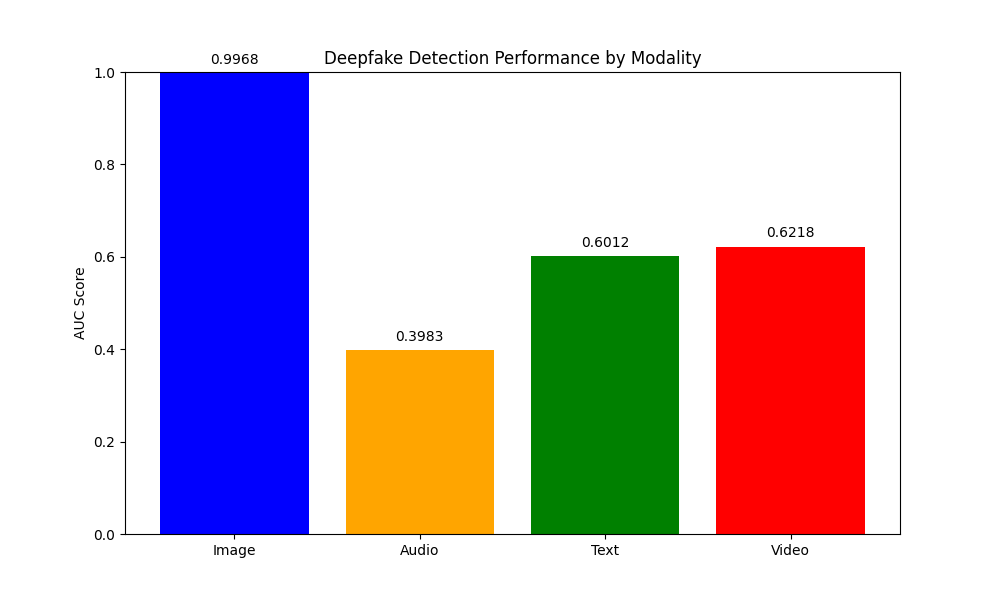 0.9968
Deepfake Detection Performance by Modality
1.0
0.8
0.6
0.4
0.2
0.0
AUC Score
0.3983
0.6012
0.6218
Image
Audio
Text
Video